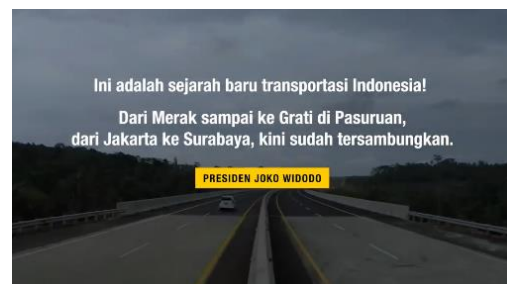 Ini adalah sejarah baru transportasi Indonesia!
Dari Merak sampai ke Grati di Pasuruan,
dari Jakarta ke Surabaya, kini sudah tersambungkan.
PRESIDEN JOKO WIDODO